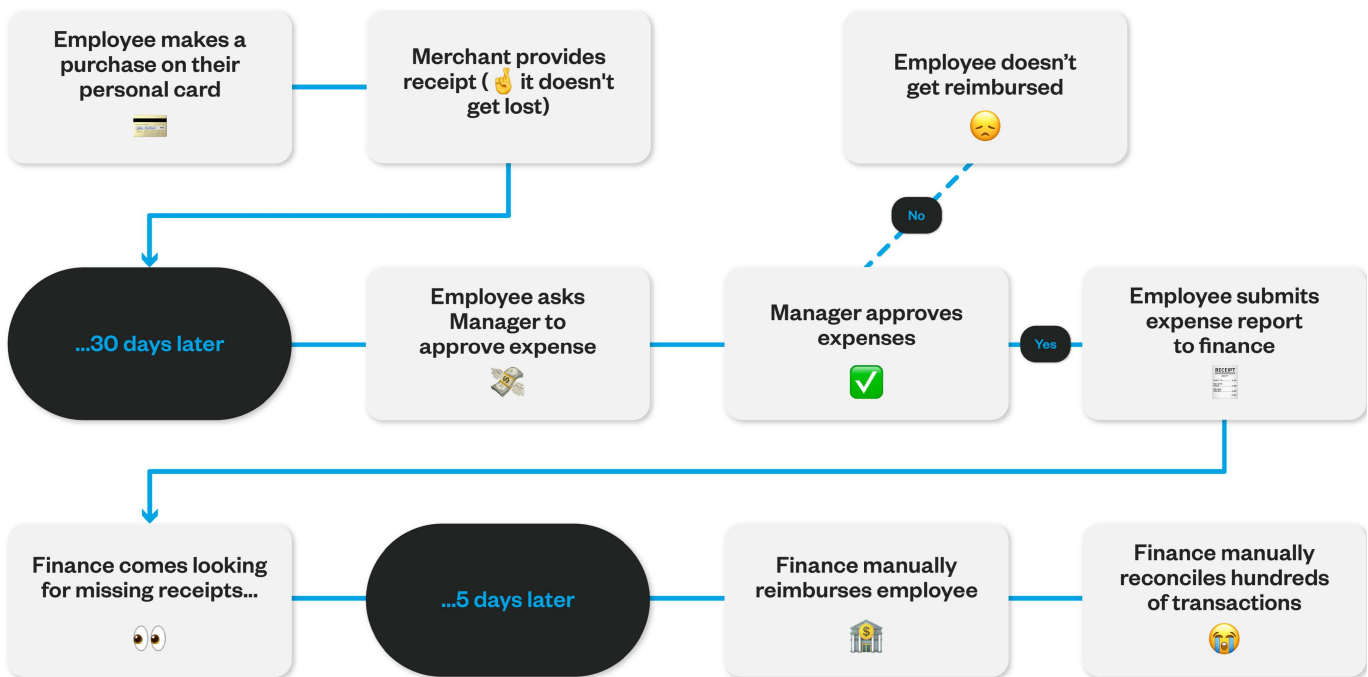 Employee makes a
purchase on their
personal card
Merchant provides
receipt (🤞 it doesn't
get lost)
Employee doesn't
get reimbursed
No
...30 days later
Employee asks
Manager to
approve expense
Manager approves
expenses
Yes
Employee submits
expense report
to finance
RECEIPT
Finance comes looking
for missing receipts...
...5 days later
Finance manually
reimburses employee
Finance manually
reconciles hundreds
of transactions